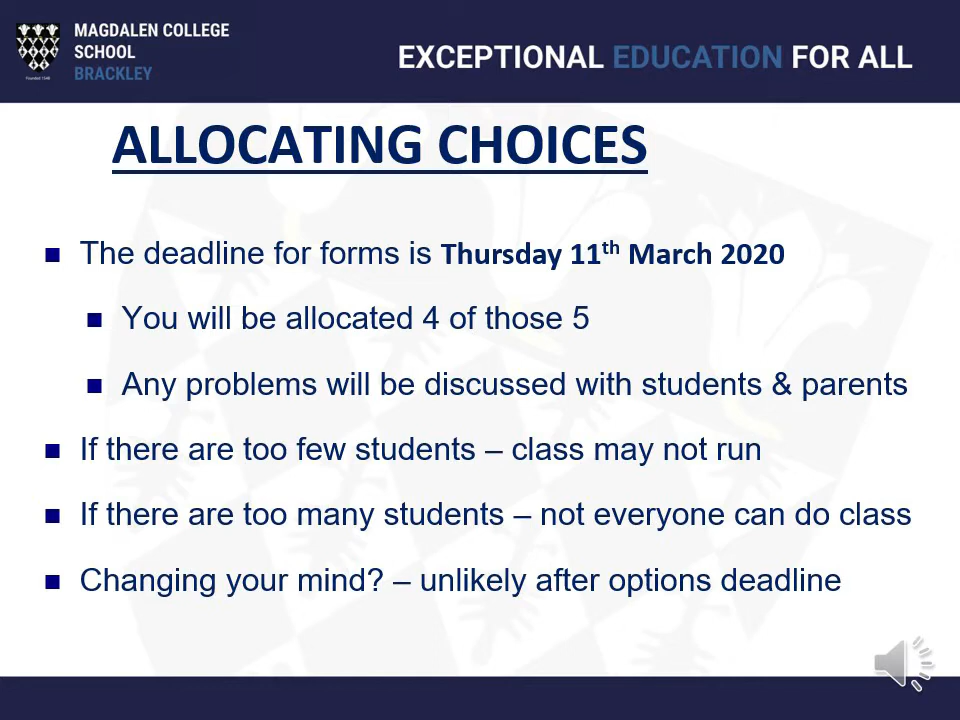 MAGDALEN COLLEGE
SCHOOL
BRACKLEY
Founded 1548
EXCEPTIONAL EDUCATION FOR ALL
ALLOCATING CHOICES
The deadline for forms is Thursday 11th March 2020
You will be allocated 4 of those 5
Any problems will be discussed with students & parents
If there are too few students – class may not run
If there are too many students – not everyone can do class
Changing your mind? – unlikely after options deadline